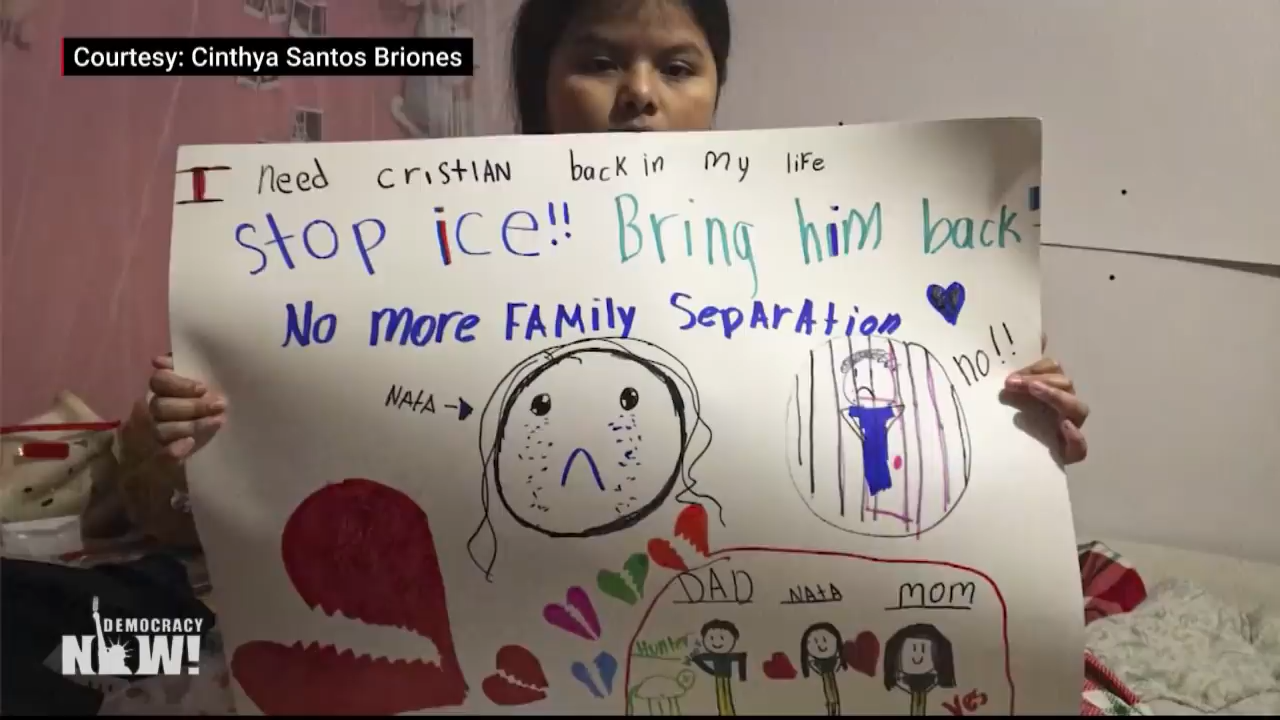 Courtesy: Cinthya Santos Briones
I need cristIAN back in my life
stop ice!! Bring him back
No more FAMily SepArAtion
no!!
NAtA
DAD NAtA mom
Hunter
Yes
DEMOCRACY
NOW!